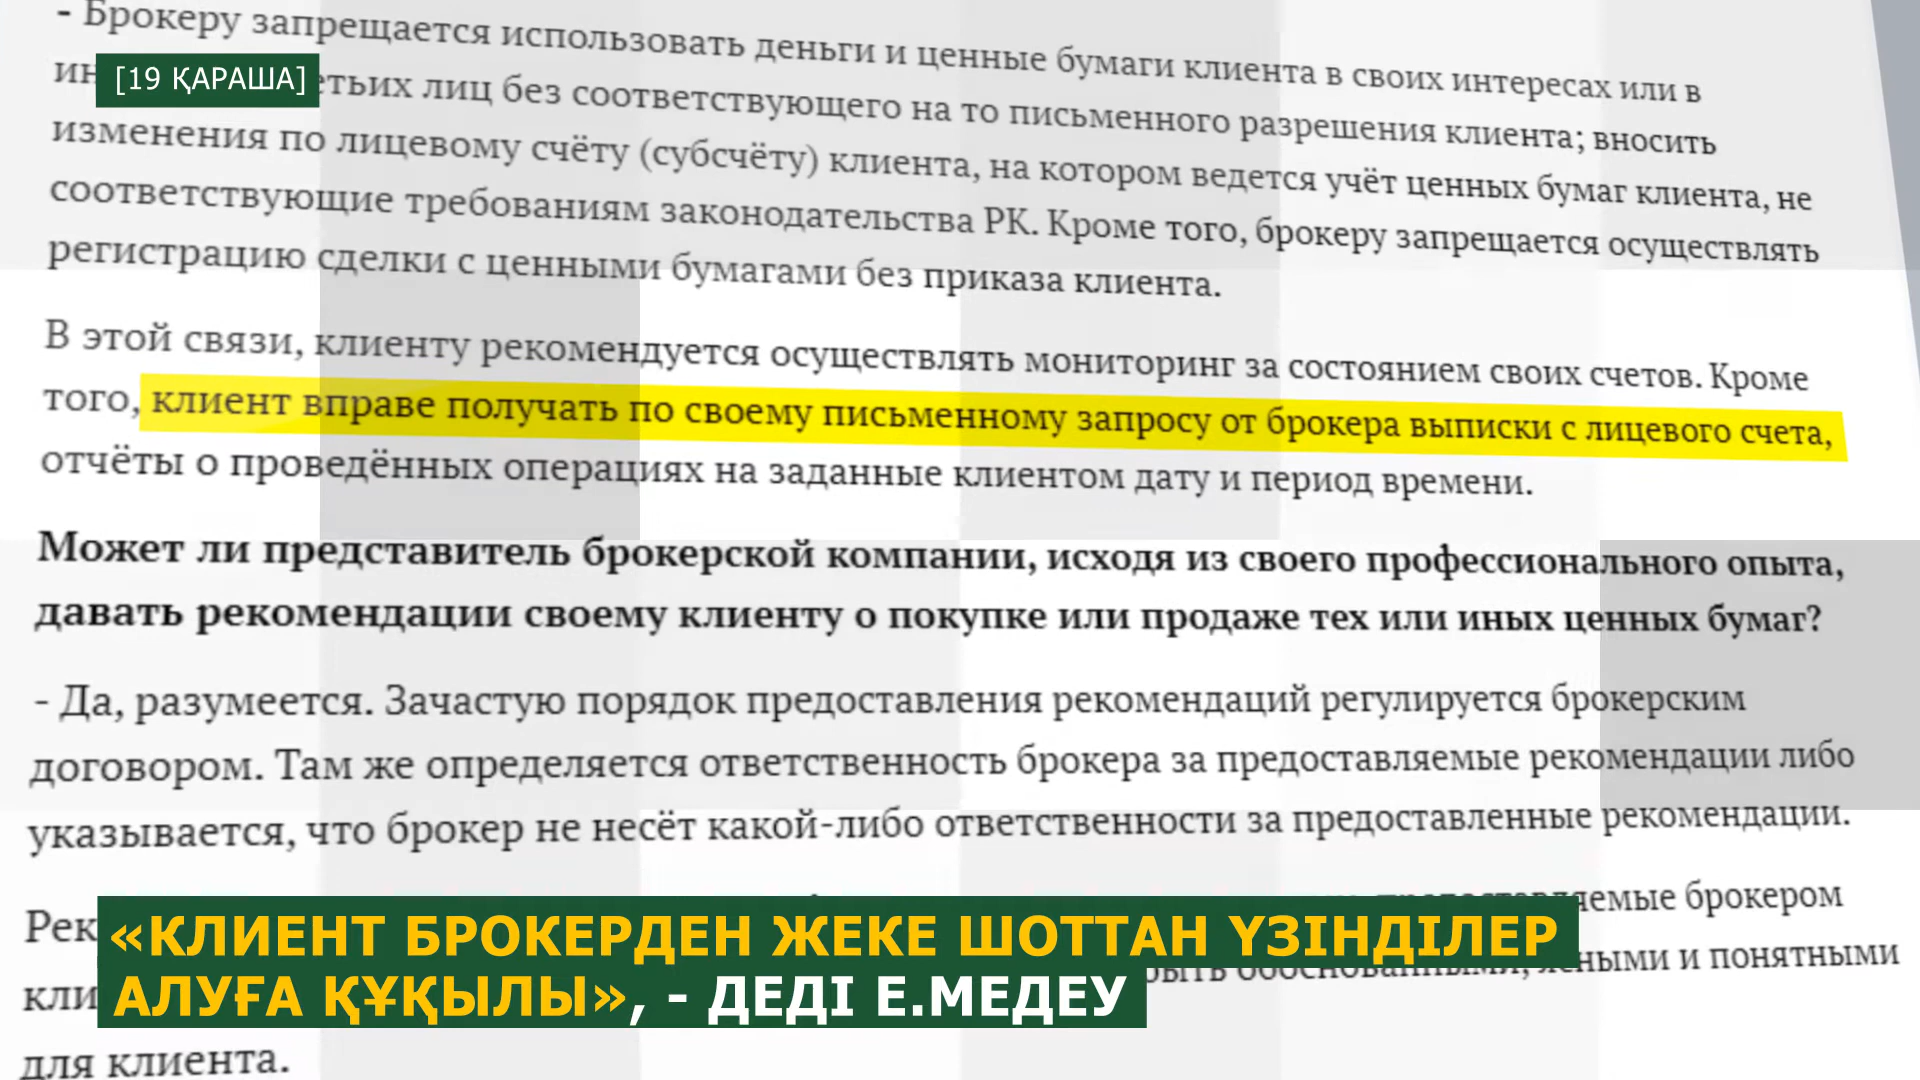 - Брокеру запрещается использовать деньги и ценные бумаги клиента в своих интересах или в
[19 ҚАРАША]
лиц без соответствующего на то письменного разрешения клиента; вносить
изменения по лицевому счёту (субсчёту) клиента, на котором ведется учёт ценных бумаг клиента, не
соответствующие требованиям законодательства РК. Кроме того, брокеру запрещается осуществлять
регистрацию сделки с ценными бумагами без приказа клиента.
В этой связи, клиенту рекомендуется осуществлять мониторинг за состоянием своих счетов. Кроме
того, клиент вправе получать по своему письменному запросу от брокера выписки с лицевого счета,
отчёты о проведённых операциях на заданные клиентом дату и период времени.
Может ли представитель брокерской компании, исходя из своего профессионального опыта,
давать рекомендации своему клиенту о покупке или продаже тех или иных ценных бумаг?
- Да, разумеется. Зачастую порядок предоставления рекомендаций регулируется брокерским
договором. Там же определяется ответственность брокера за предоставляемые рекомендации либо
указывается, что брокер не несёт какой-либо ответственности за предоставленные рекомендации.
брокером
«КЛИЕНТ БРОКЕРДЕН ЖЕКЕ ШОТТАН ҮЗІНДІЛЕР
и понятными
АЛУҒА ҚҰҚЫЛЫ», - ДЕДІ Е.МЕДЕУ
для клиента.